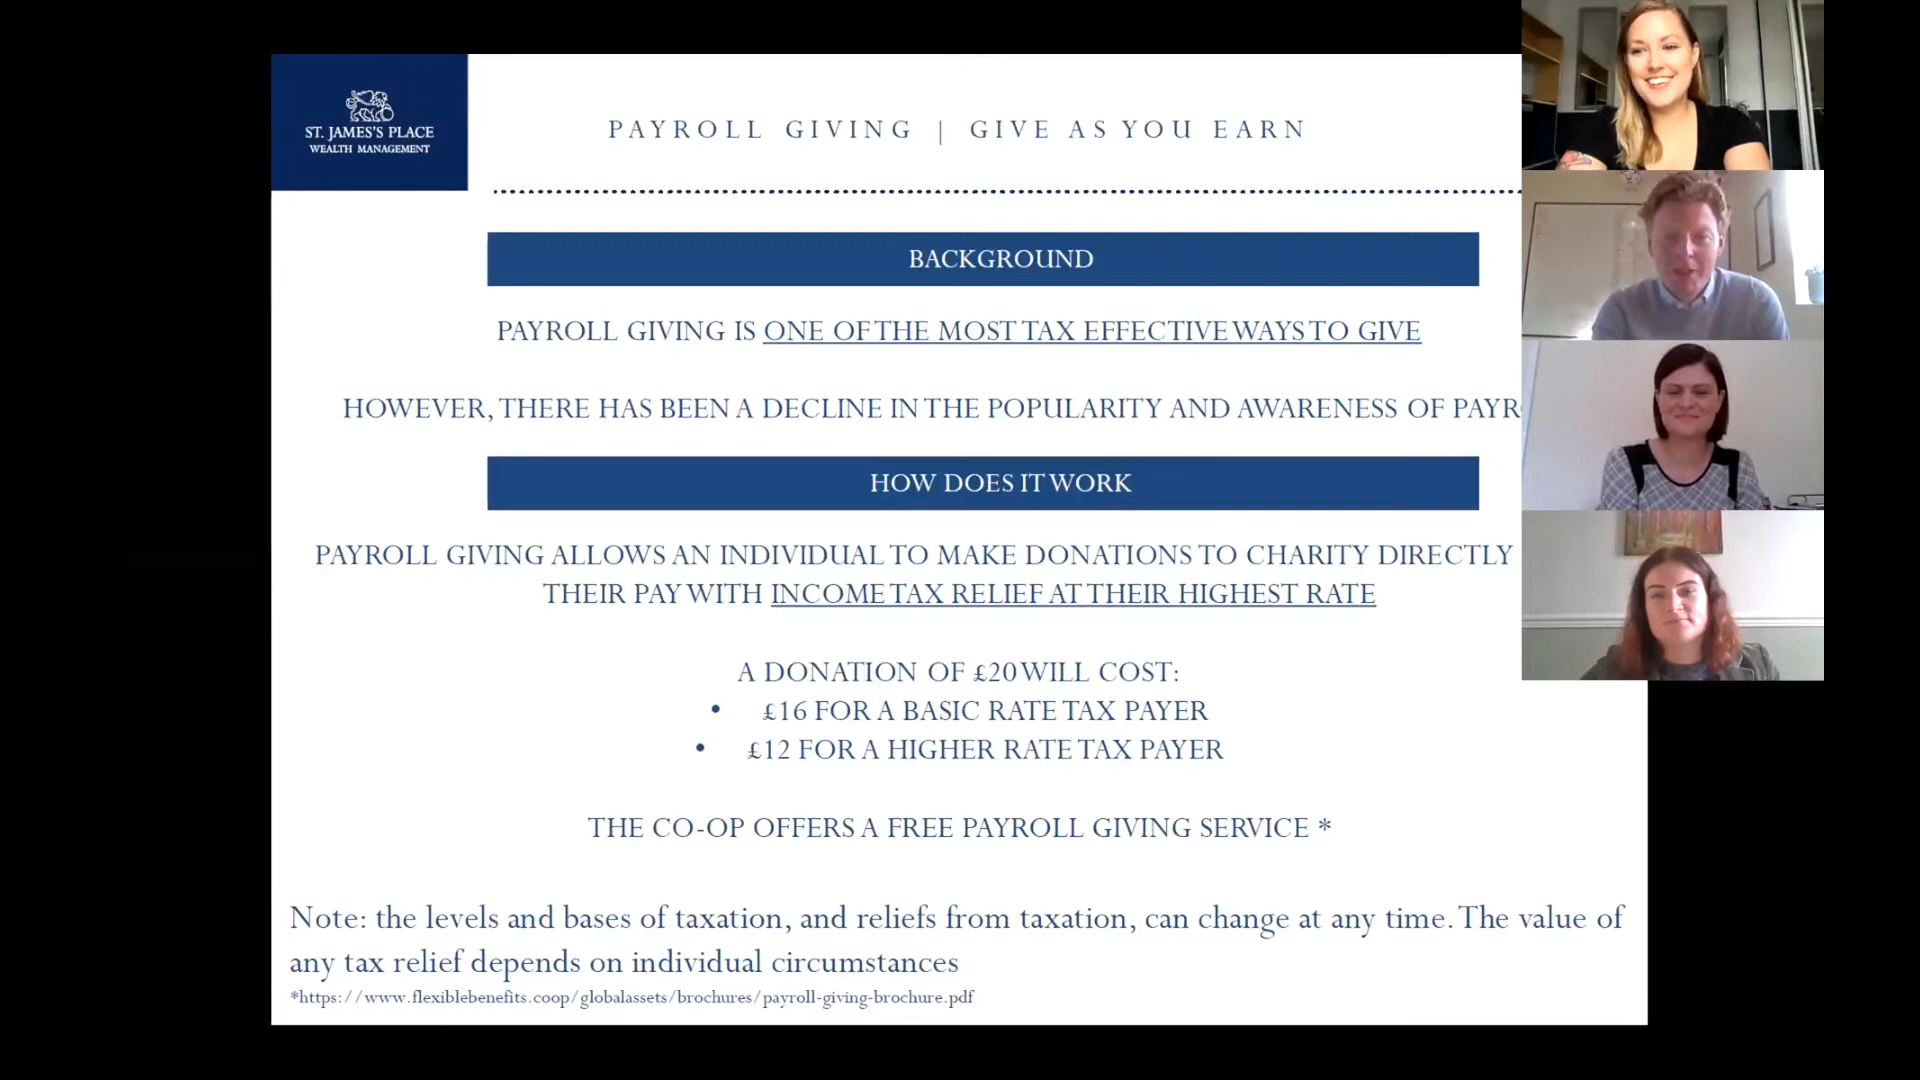 ST. JAMES'S PLACE
WEALTH MANAGEMENT
PAYROLL GIVING | GIVE AS YOU EARN
BACKGROUND
PAYROLL GIVING IS ONE OF THE MOST TAX EFFECTIVE WAYS TO GIVE
HOWEVER, THERE HAS BEEN A DECLINE IN THE POPULARITY AND AWARENESS OF
HOW DOES IT WORK
PAYROLL GIVING ALLOWS AN INDIVIDUAL TO MAKE DONATIONS TO CHARITY DIRECTLY
THEIR PAY WITH INCOME TAX RELIEF AT THEIR HIGHEST RATE
A DONATION OF £20 WILL COST:
• £16 FOR A BASIC RATE TAX PAYER
• £12 FOR A HIGHER RATE TAX PAYER
THE CO-OP OFFERS A FREE PAYROLL GIVING SERVICE *
Note: the levels and bases of taxation, and reliefs from taxation, can change at any time. The value of
any tax relief depends on individual circumstances
*https://www.flexiblebenefits.coop/globalassets/brochures/payroll-giving-brochure.pdf